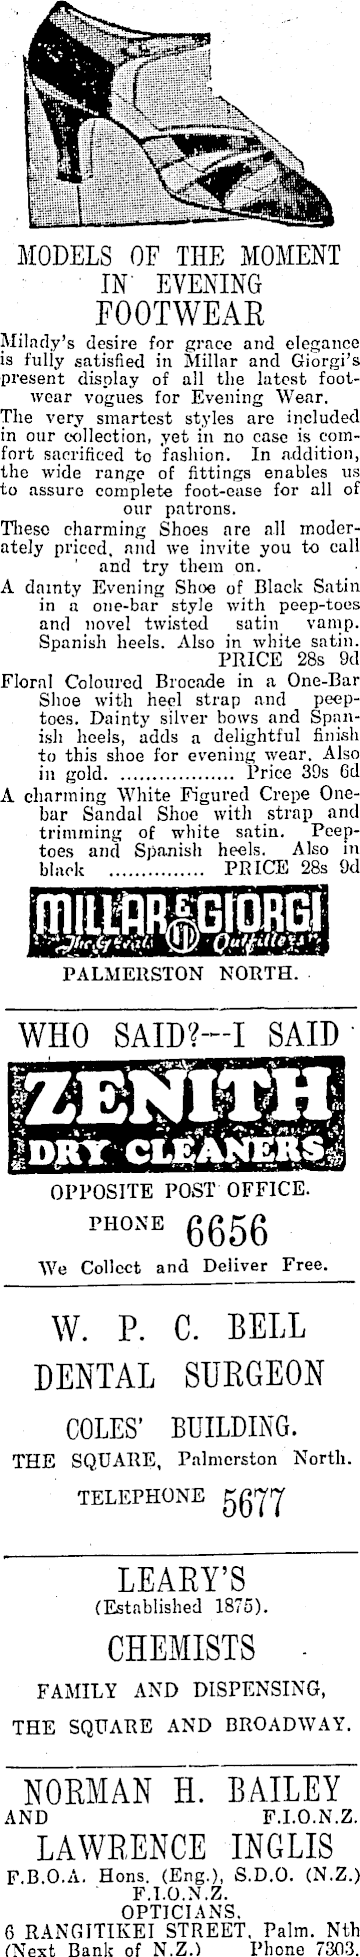 MODELS OF THE MOMENT
IN EVENING
FOOTWEAR
Milady's desire for grace and elegance
is fully satisfied in Millar and Giorgi's
present display of all the latest foot-
wear vogues for Evening Wear.
The very smartest styles are included
in our collection, yet in no case is com-
fort sacrificed to fashion. In addition,
the wide range of fittings enables us
to assure complete foot-ease for all of
our patrons.
These charming Shoes are all moder-
ately priced, and we invite you to call
and try them on.
A dainty Evening Shoe of Black Satin
in a one-bar style with peep-toes
and novel twisted satin vamp.
Spanish heels. Also in white satin.
PRICE 28s 9d
Floral Coloured Brocade in a One-Bar
Shoe with heel strap and peep-
toes. Dainty silver bows and Span-
ish heels, adds a delightful finish
to this shoe for evening wear. Also
in gold. .................. Price 39s 6d
A charming White Figured Crepe One-
bar Sandal Shoe with strap and
trimming of white satin. Peep-
toes and Spanish heels. Also in
black .............. PRICE 28s 9d
MILLAR & GIORGI
The Great Outfitters
PALMERSTON NORTH.
WHO SAID?--I SAID
ZENITH
DRY CLEANERS
OPPOSITE POST OFFICE.
PHONE 6656
We Collect and Deliver Free.
W. P. C. BELL
DENTAL SURGEON
COLES' BUILDING.
THE SQUARE, Palmerston North.
TELEPHONE 5677
LEARY'S
(Established 1875).
CHEMISTS
FAMILY AND DISPENSING,
THE SQUARE AND BROADWAY.
NORMAN H. BAILEY
AND F.I.O.N.Z.
LAWRENCE INGLIS
F.B.O.A. Hons. (Eng.), S.D.O. (N.Z.)
F.I.O.N.Z.
OPTICIANS.
6 RANGITIKEI STREET, Palm. Nth
(Next Bank of N.Z.) Phone 7303.